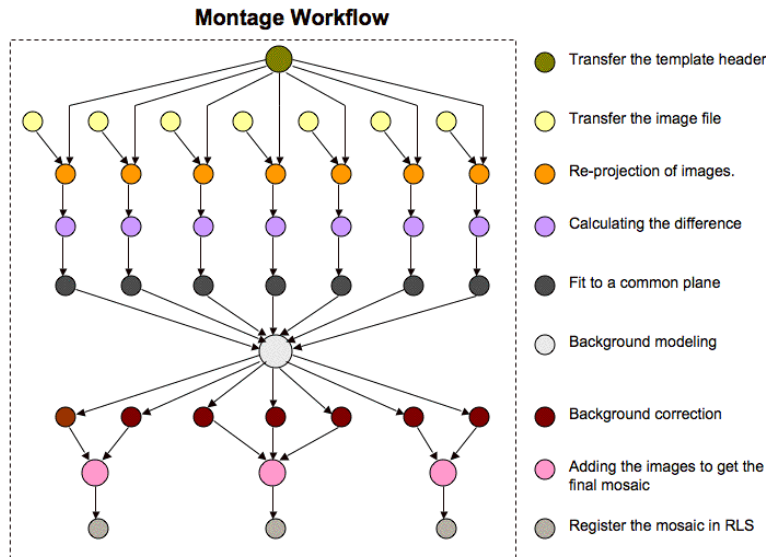 Montage Workflow
Transfer the template header
Transfer the image file
Re-projection of images.
Calculating the difference
Fit to a common plane
Background modeling
Background correction
Adding the images to get the
final mosaic
Register the mosaic in RLS